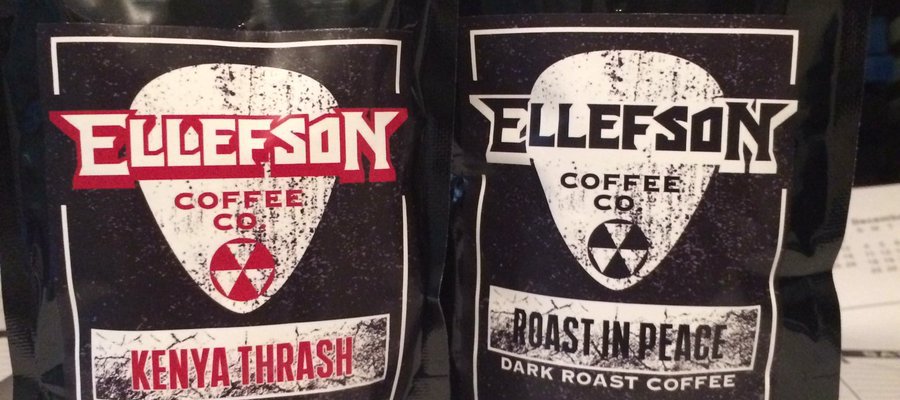 ELLEFSON
COFFEE
CO.
KENYA THRASH
ELLEFSON
COFFEE
CO.
ROAST IN PEACE
DARK ROAST COFFEE